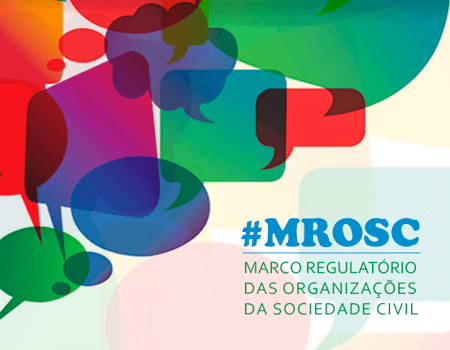 #MROSC
MARCO REGULATÓRIO
DAS ORGANIZAÇÕES
DA SOCIEDADE CIVIL